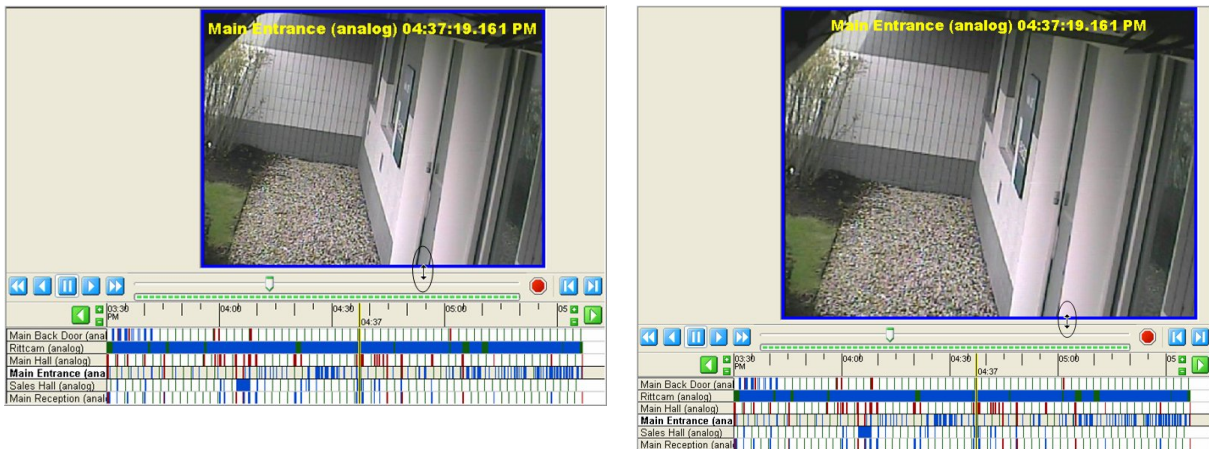 Main Entrance (analog) 04:37:19.161 PM
03:30 04:00 04:30 05:00 05
PM
04:37
Main Back Door (anal
Rittcam (analog)
Main Hall (analog)
Main Entrance (ana
Sales Hall (analog)
Main Reception (anal
Main Entrance (analog) 04:37:19.161 PM
03:30 04:00 04:30 05:00 05
PM
04:37
Main Back Door (anal
Rittcam (analog)
Main Hall (analog)
Main Entrance (ana
Sales Hall (analog)
Main Reception (anal